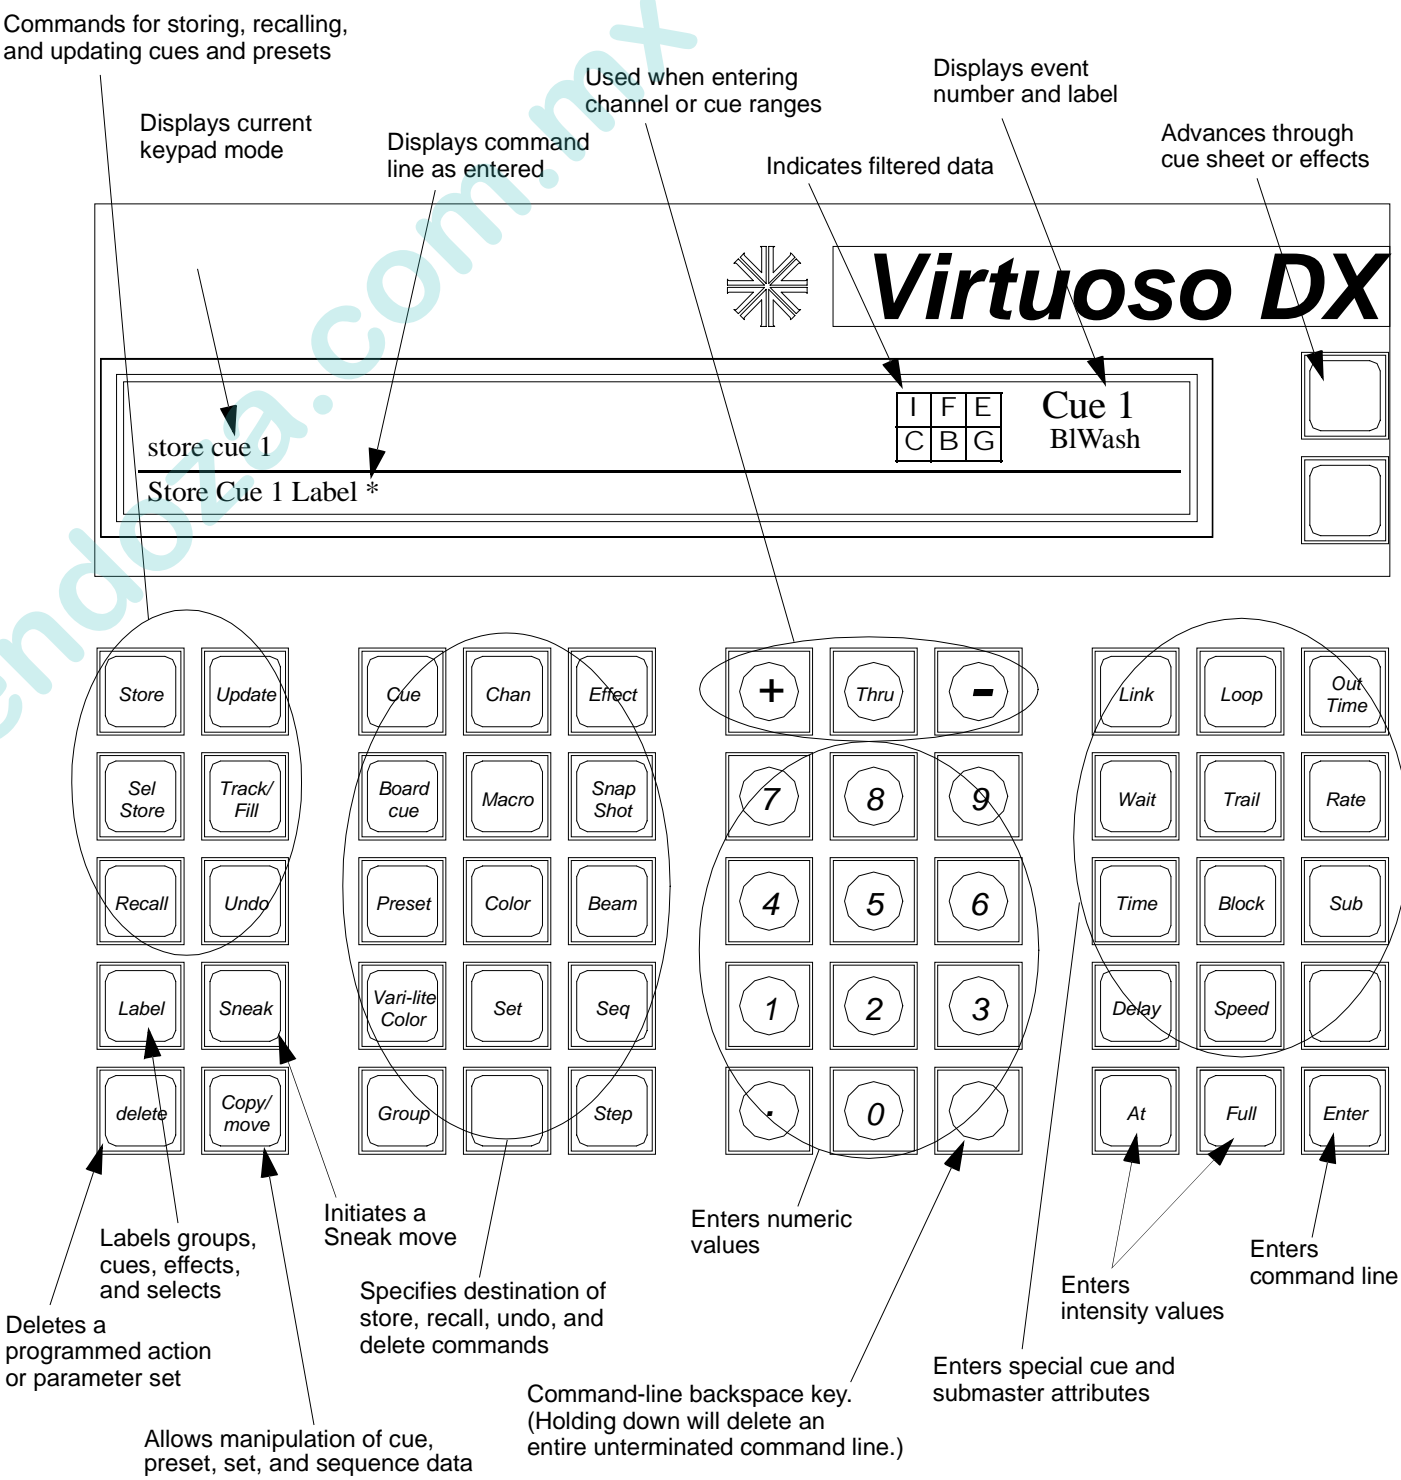 Commands for storing, recalling,
and updating cues and presets
Used when entering
channel or cue ranges
Displays event
number and label
Displays current
keypad mode
Displays command
line as entered
Indicates filtered data
Advances through
cue sheet or effects
Virtuoso DX
I F E
C B G
Cue 1
BlWash
store cue 1
Store Cue 1 Label *
Store
Update
Cue
Chan
Effect
+
Thru
-
Link
Loop
Out
Time
Sel
Store
Track/
Fill
Board
cue
Macro
Snap
Shot
7
8
9
Wait
Trail
Rate
Recall
Undo
Preset
Color
Beam
4
5
6
Time
Block
Sub
Label
Sneak
Vari-lite
Color
Set
Seq
1
2
3
Delay
Speed
delete
Copy/
move
Group
Step
.
0
At
Full
Enter
Initiates a
Sneak move
Labels groups,
cues, effects,
and selects
Enters numeric
values
Enters
command line
Specifies destination of
store, recall, undo, and
delete commands
Enters
intensity values
Deletes a
programmed action
or parameter set
Enters special cue and
submaster attributes
Command-line backspace key.
(Holding down will delete an
entire unterminated command line.)
Allows manipulation of cue,
preset, set, and sequence data
endoza.com.mx